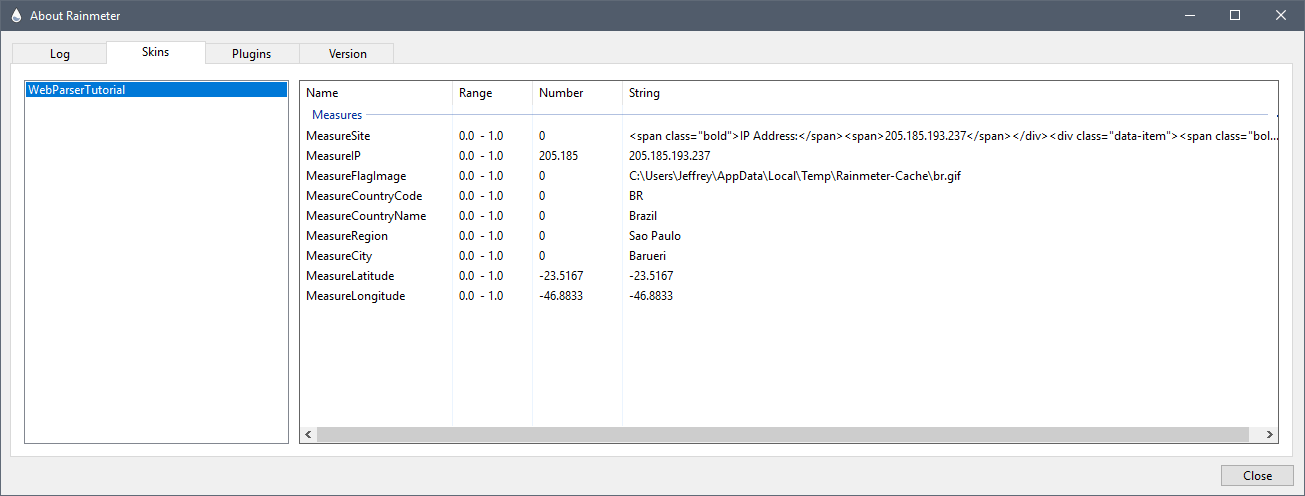 About Rainmeter
Log Skins Plugins Version
WebParserTutorial
Name Range Number String
Measures
MeasureSite 0.0 - 1.0 0 <span class="bold">IP Address:</span><span>205.185.193.237</span></div><div class="data-item"><span class="bol...
MeasureIP 0.0 - 1.0 205.185 205.185.193.237
MeasureFlagImage 0.0 - 1.0 0 C:\Users\Jeffrey\AppData\Local\Temp\Rainmeter-Cache\br.gif
MeasureCountryCode 0.0 - 1.0 0 BR
MeasureCountryName 0.0 - 1.0 0 Brazil
MeasureRegion 0.0 - 1.0 0 Sao Paulo
MeasureCity 0.0 - 1.0 0 Barueri
MeasureLatitude 0.0 - 1.0 -23.5167 -23.5167
MeasureLongitude 0.0 - 1.0 -46.8833 -46.8833
Close